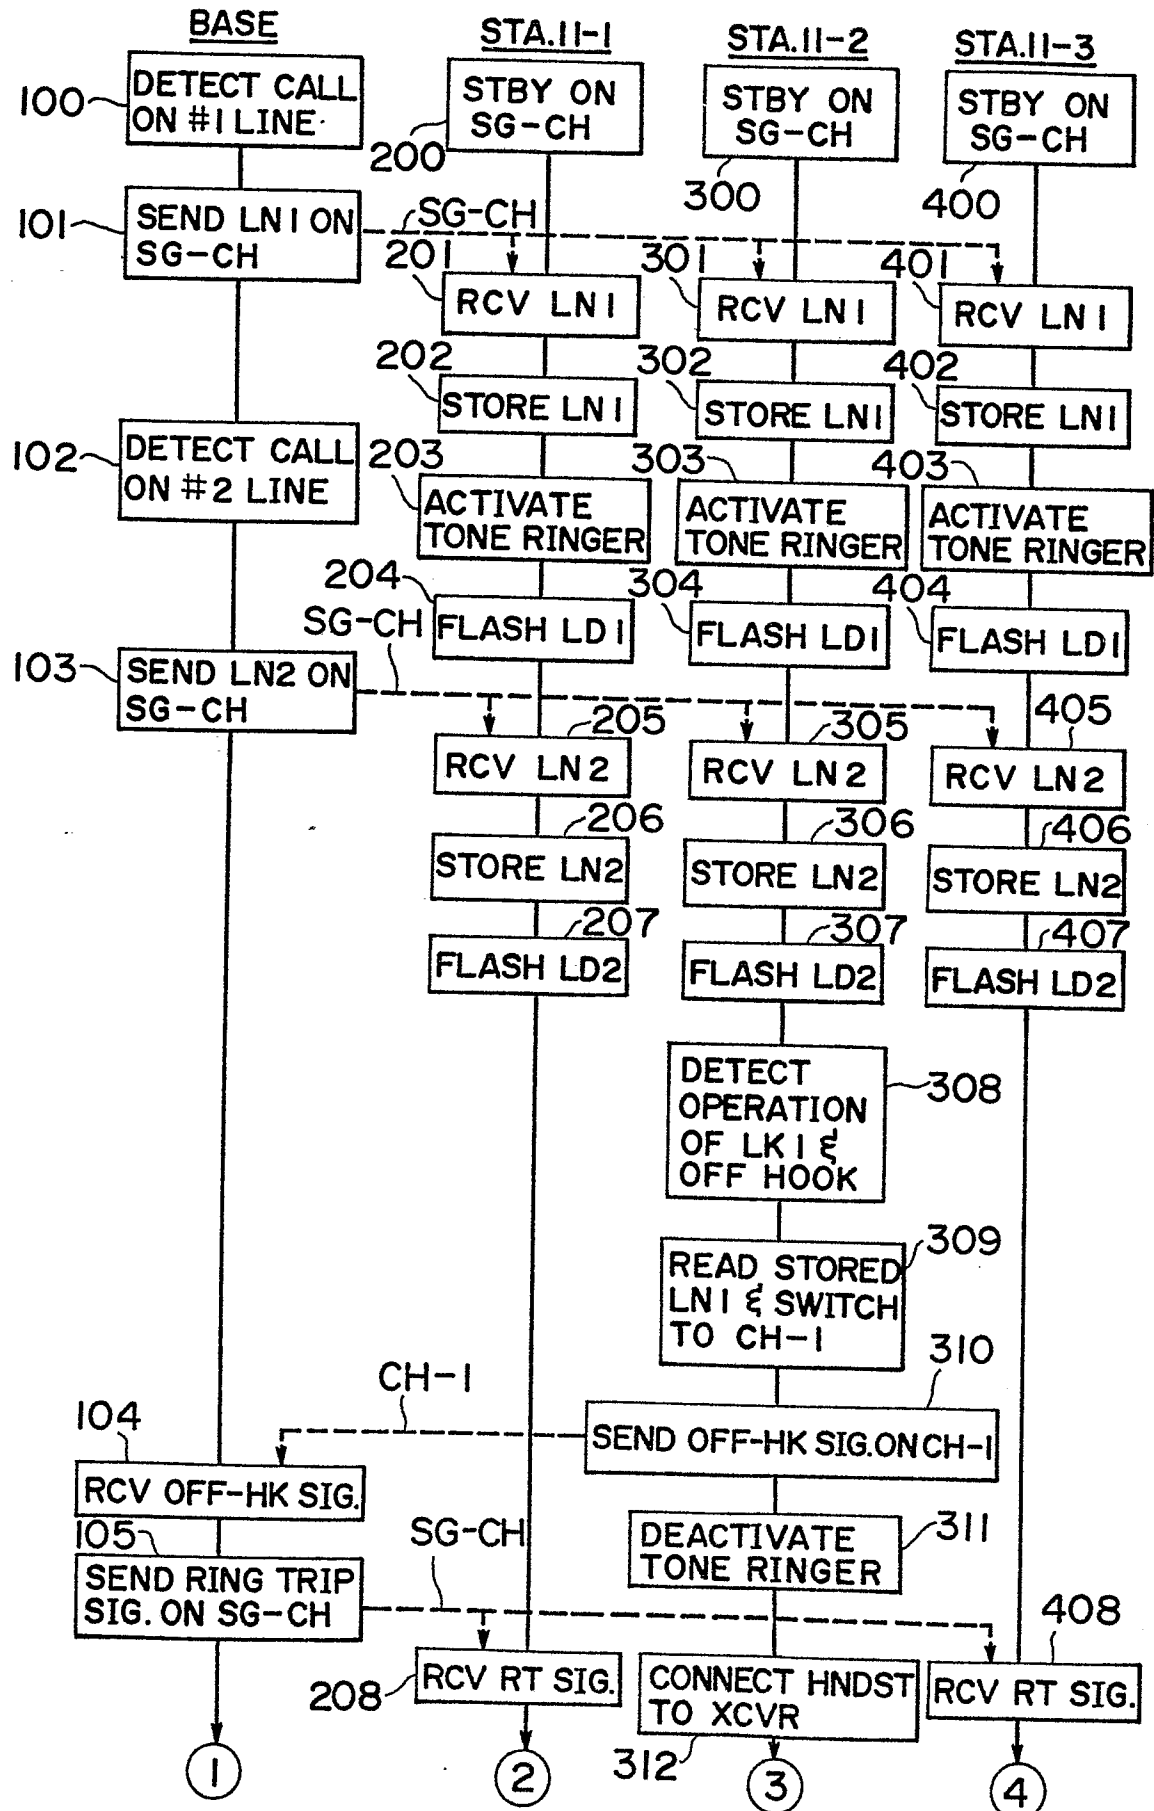 BASE
STA.11-1
STA.11-2
STA.11-3
100
DETECT CALL
ON #1 LINE
200
STBY ON
SG-CH
300
STBY ON
SG-CH
400
STBY ON
SG-CH
101
SEND LN1 ON
SG-CH
SG-CH
201
RCV LN1
301
RCV LN1
401
RCV LN1
202
STORE LN1
302
STORE LN1
402
STORE LN1
102
DETECT CALL
ON #2 LINE
203
ACTIVATE
TONE RINGER
303
ACTIVATE
TONE RINGER
403
ACTIVATE
TONE RINGER
204
FLASH LD1
304
FLASH LD1
404
FLASH LD1
103
SEND LN2 ON
SG-CH
SG-CH
205
RCV LN2
305
RCV LN2
405
RCV LN2
206
STORE LN2
306
STORE LN2
406
STORE LN2
207
FLASH LD2
307
FLASH LD2
407
FLASH LD2
308
DETECT
OPERATION
OF LK1 &
OFF HOOK
309
READ STORED
LN1 & SWITCH
TO CH-1
310
SEND OFF-HK SIG. ON CH-1
CH-1
104
RCV OFF-HK SIG.
311
DEACTIVATE
TONE RINGER
105
SEND RING TRIP
SIG. ON SG-CH
SG-CH
208
RCV RT SIG.
312
CONNECT HNDST
TO XCVR
408
RCV RT SIG.
1
2
3
4